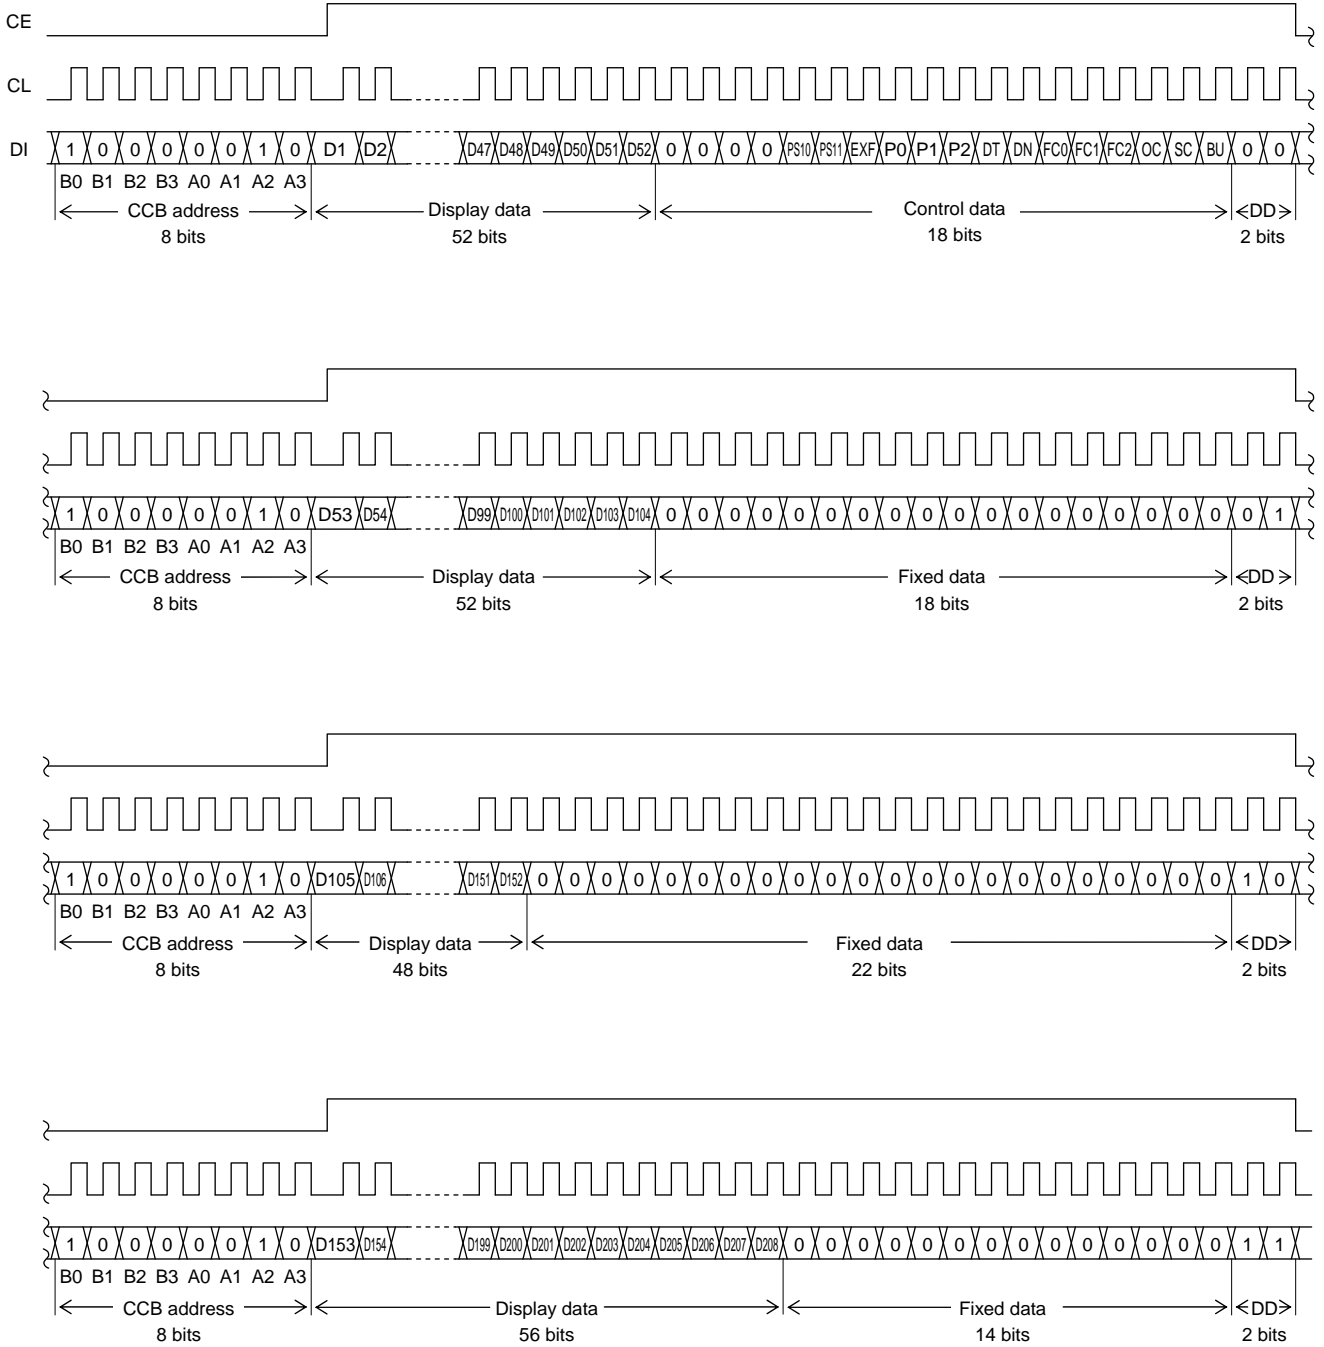 CE
CL
DI 1 0 0 0 0 0 1 0 D1 D2 D47 D48 D49 D50 D51 D52 0 0 0 0 PS10 PS11 EXF P0 P1 P2 DT DN FC0 FC1 FC2 OC SC BU 0 0
B0 B1 B2 B3 A0 A1 A2 A3
CCB address Display data Control data DD
8 bits 52 bits 18 bits 2 bits
1 0 0 0 0 0 1 0 D53 D54 D99 D100 D101 D102 D103 D104 0 0 0 0 0 0 0 0 0 0 0 0 0 0 0 0 0 0 0 1
B0 B1 B2 B3 A0 A1 A2 A3
CCB address Display data Fixed data DD
8 bits 52 bits 18 bits 2 bits
1 0 0 0 0 0 1 0 D105 D106 D151 D152 0 0 0 0 0 0 0 0 0 0 0 0 0 0 0 0 0 0 0 0 0 0 1 0
B0 B1 B2 B3 A0 A1 A2 A3
CCB address Display data Fixed data DD
8 bits 48 bits 22 bits 2 bits
1 0 0 0 0 0 1 0 D153 D154 D199 D200 D201 D202 D203 D204 D205 D206 D207 D208 0 0 0 0 0 0 0 0 0 0 0 0 0 0 1 1
B0 B1 B2 B3 A0 A1 A2 A3
CCB address Display data Fixed data DD
8 bits 56 bits 14 bits 2 bits